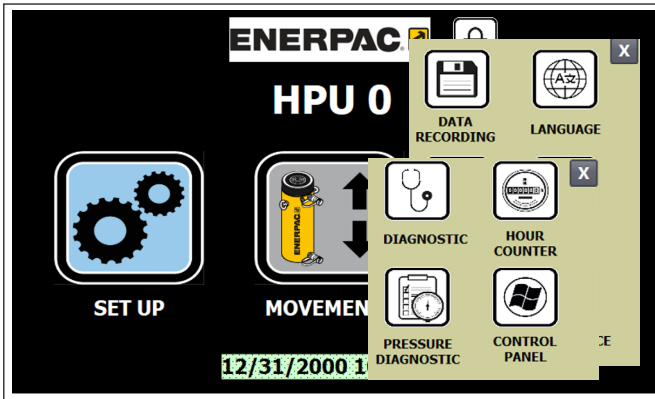 ENERPAC
X
HPU 0
DATA
RECORDING
LANGUAGE
X
DIAGNOSTIC
HOUR
COUNTER
ENERPAC
SET UP
MOVEMEN
PRESSURE
DIAGNOSTIC
CONTROL
PANEL
CE
12/31/2000 1